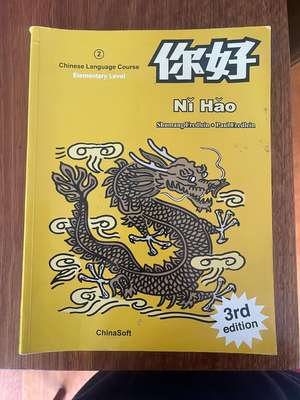 2
Chinese Language Course
Elementary Level
你好
Nǐ Hǎo
Shumang Fredlein • Paul Fredlein
3rd
edition
ChinaSoft